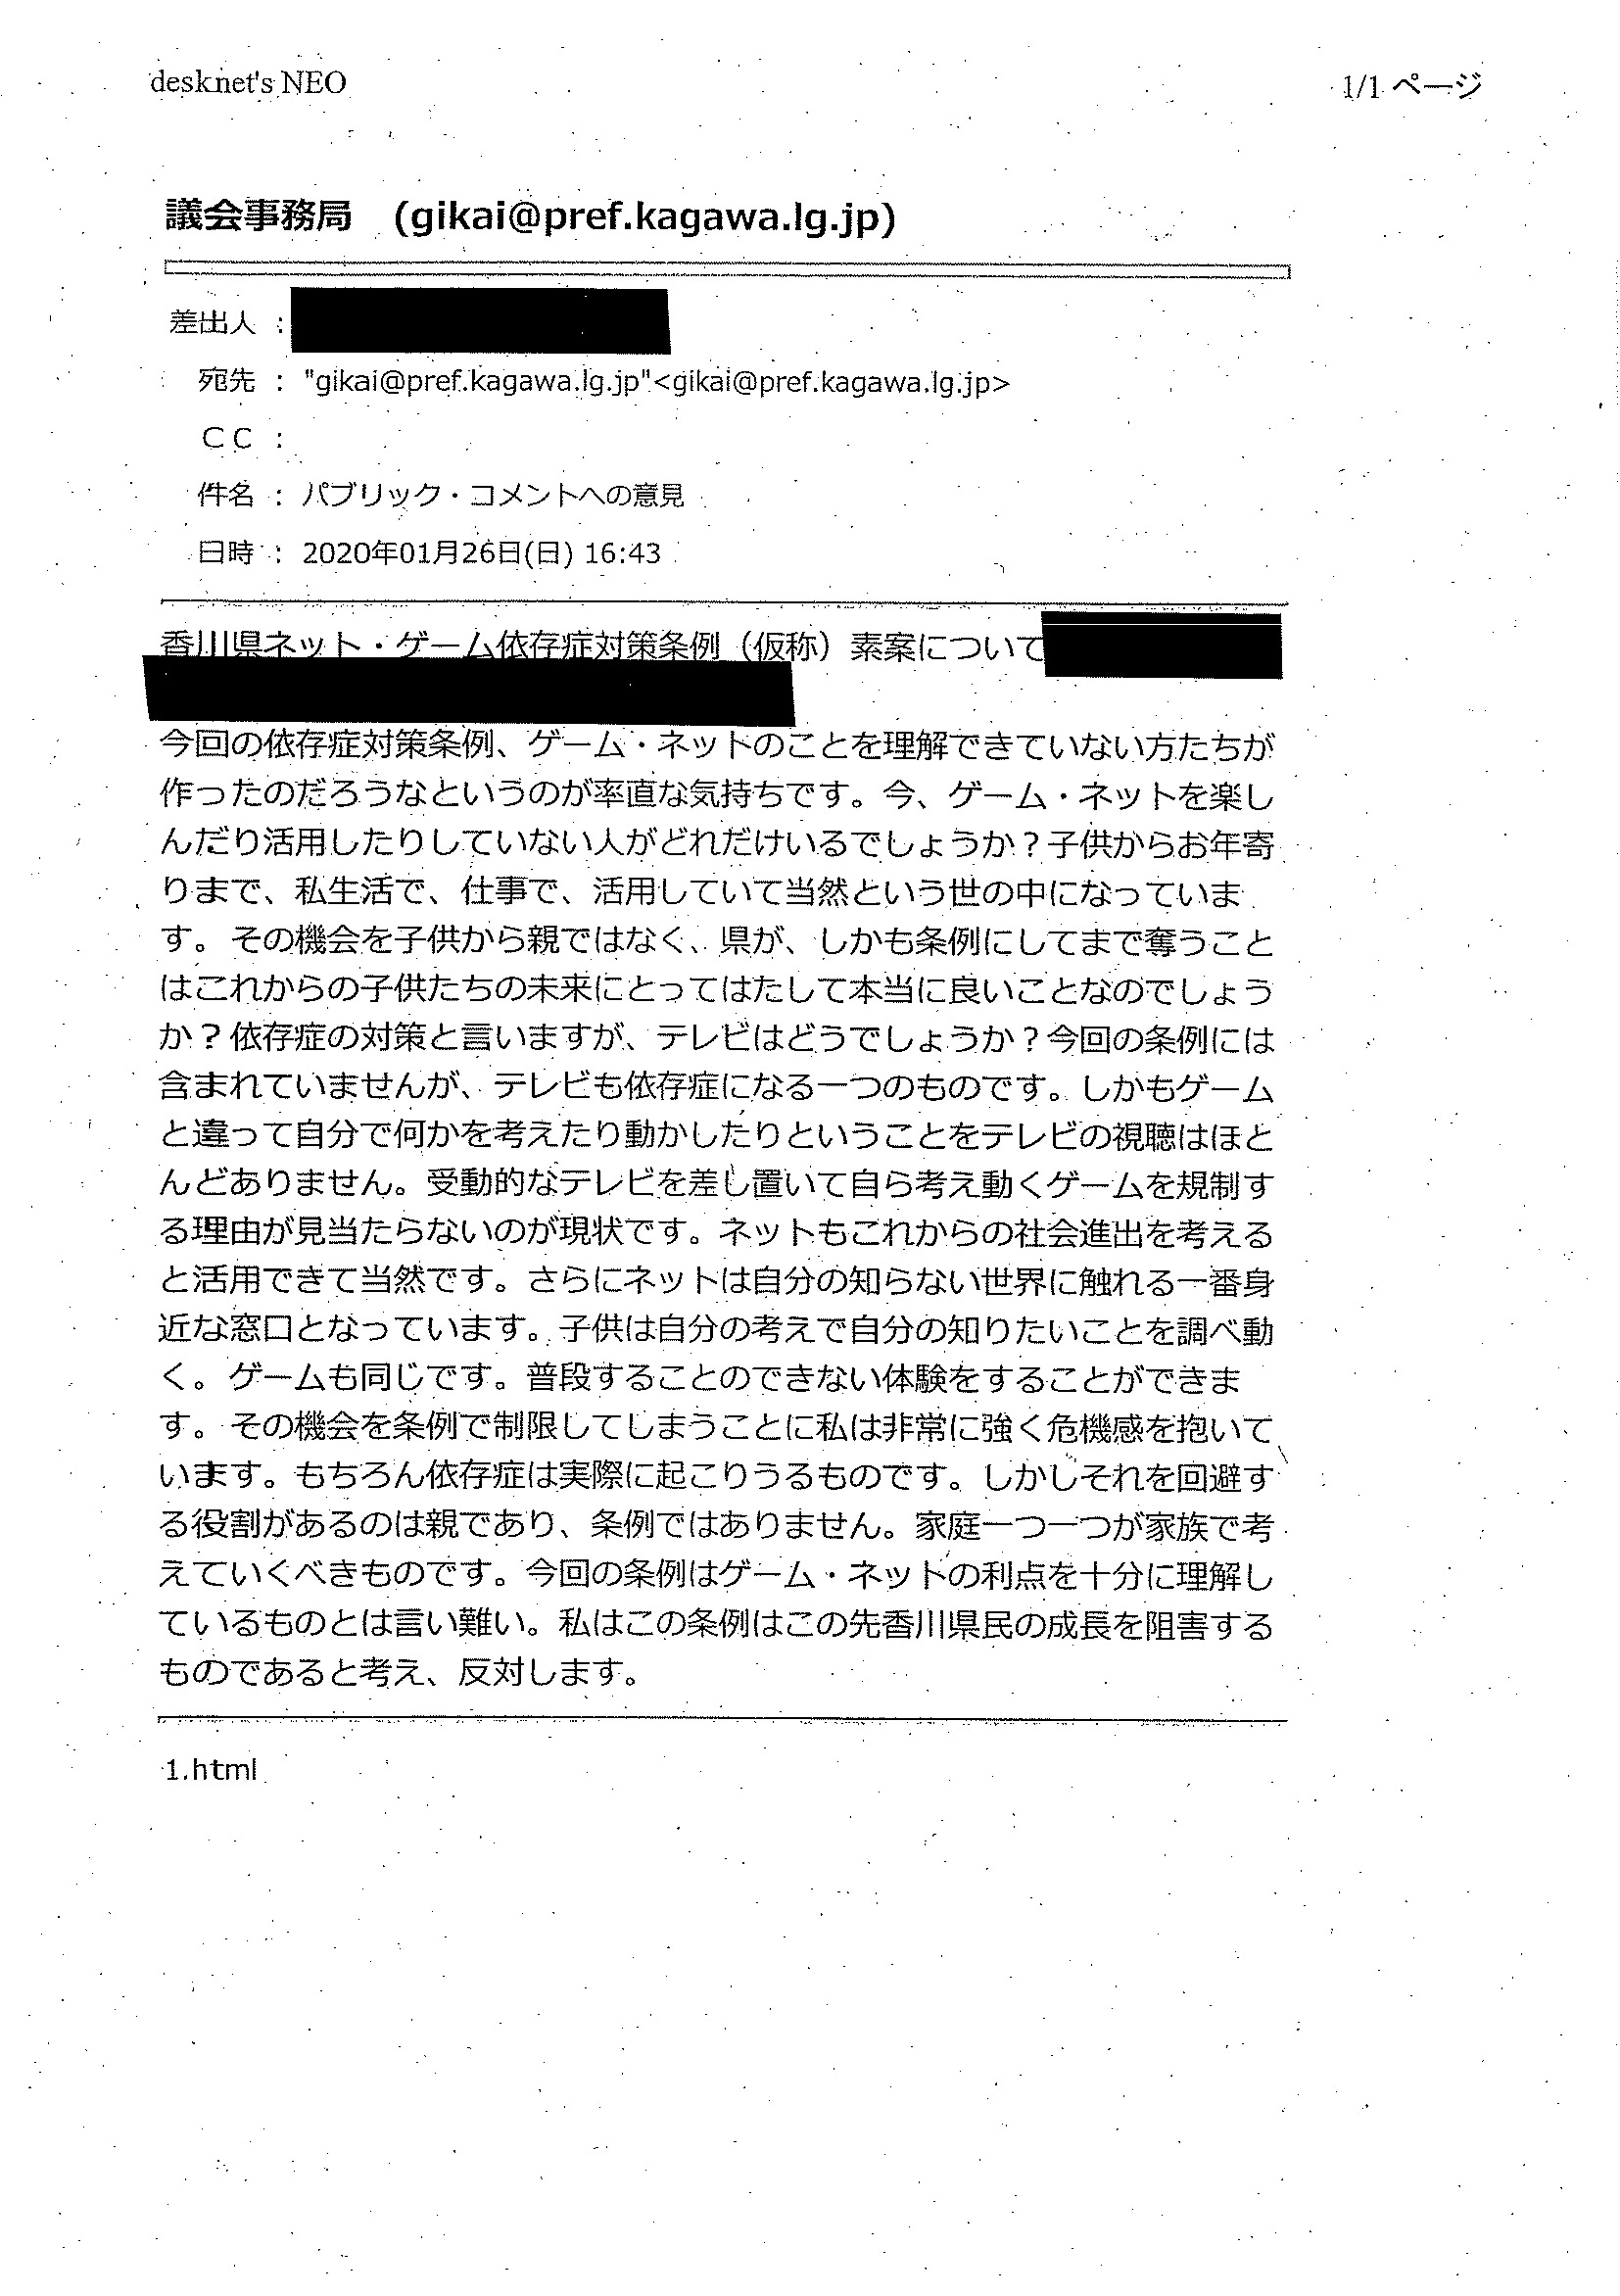 desknet's NEO
1/1 ページ
議会事務局 (gikai@pref.kagawa.lg.jp)
差出人 :
宛先 : "gikai@pref.kagawa.lg.jp"<gikai@pref.kagawa.lg.jp>
ＣＣ :
件名 : パブリック・コメントへの意見
日時 : 2020年01月26日(日) 16:43
香川県ネット・ゲーム依存症対策条例（仮称）素案について
今回の依存症対策条例、ゲーム・ネットのことを理解できていない方たちが
作ったのだろうなというのが率直な気持ちです。今、ゲーム・ネットを楽し
んだり活用したりしていない人がどれだけいるでしょうか？子供からお年寄
りまで、私生活で、仕事で、活用していて当然という世の中になっていま
す。その機会を子供から親ではなく、県が、しかも条例にしてまで奪うこと
はこれからの子供たちの未来にとってはたして本当に良いことなのでしょう
か？依存症の対策と言いますが、テレビはどうでしょうか？今回の条例には
含まれていませんが、テレビも依存症になる一つのものです。しかもゲーム
と違って自分で何かを考えたり動かしたりということをテレビの視聴はほと
んどありません。受動的なテレビを差し置いて自ら考え動くゲームを規制す
る理由が見当たらないのが現状です。ネットもこれからの社会進出を考える
と活用できて当然です。さらにネットは自分の知らない世界に触れる一番身
近な窓口となっています。子供は自分の考えで自分の知りたいことを調べ動
く。ゲームも同じです。普段することのできない体験をすることができま
す。その機会を条例で制限してしまうことに私は非常に強く危機感を抱いて
います。もちろん依存症は実際に起こりうるものです。しかしそれを回避す
る役割があるのは親であり、条例ではありません。家庭一つ一つが家族で考
えていくべきものです。今回の条例はゲーム・ネットの利点を十分に理解し
ているものとは言い難い。私はこの条例はこの先香川県民の成長を阻害する
ものであると考え、反対します。
1.html